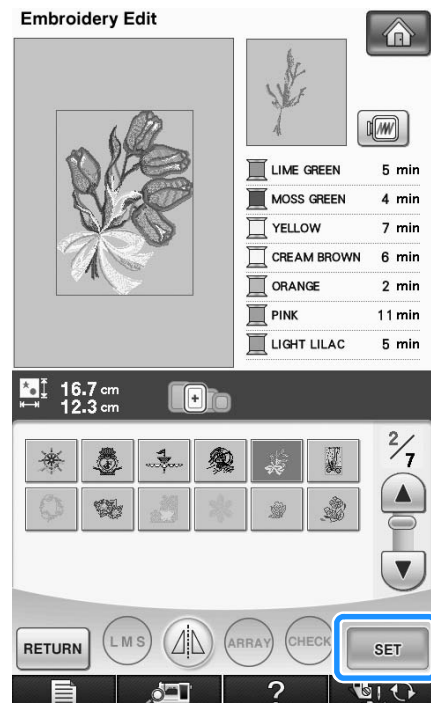 Embroidery Edit
LIME GREEN 5 min
MOSS GREEN 4 min
YELLOW 7 min
CREAM BROWN 6 min
ORANGE 2 min
PINK 11 min
LIGHT LILAC 5 min
16.7 cm
12.3 cm
2/7
RETURN LMS ARRAY CHECK SET
?